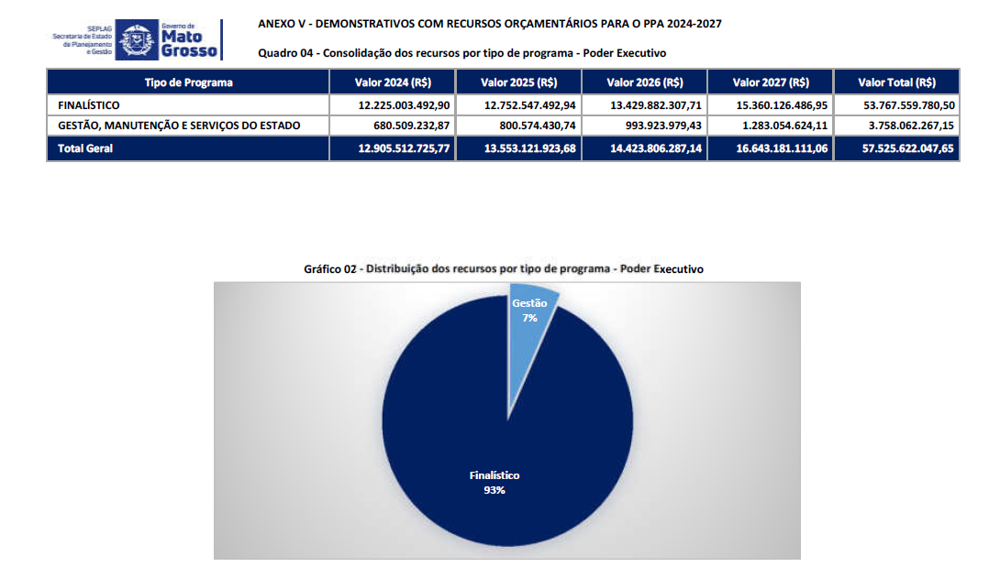 SEPLAG
Secretaria de Estado
de Planejamento
e Gestão
Governo de
Mato
Grosso
ANEXO V - DEMONSTRATIVOS COM RECURSOS ORÇAMENTÁRIOS PARA O PPA 2024-2027
Quadro 04 - Consolidação dos recursos por tipo de programa - Poder Executivo
Tipo de Programa Valor 2024 (R$) Valor 2025 (R$) Valor 2026 (R$) Valor 2027 (R$) Valor Total (R$)
FINALÍSTICO 12.225.003.492,90 12.752.547.492,94 13.429.882.307,71 15.360.126.486,95 53.767.559.780,50
GESTÃO, MANUTENÇÃO E SERVIÇOS DO ESTADO 680.509.232,87 800.574.430,74 993.923.979,43 1.283.054.624,11 3.758.062.267,15
Total Geral 12.905.512.725,77 13.553.121.923,68 14.423.806.287,14 16.643.181.111,06 57.525.622.047,65
Gráfico 02 - Distribuição dos recursos por tipo de programa - Poder Executivo
Gestão
7%
Finalístico
93%